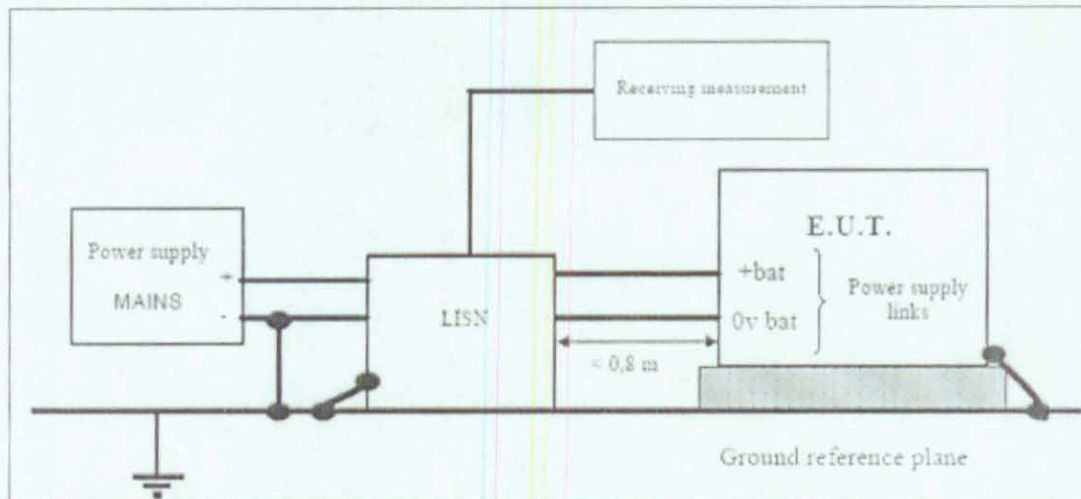 Receiving measurement
Power supply
+
MAINS
-
LISN
E.U.T.
+bat
0v bat
Power supply
links
< 0,8 m
Ground reference plane